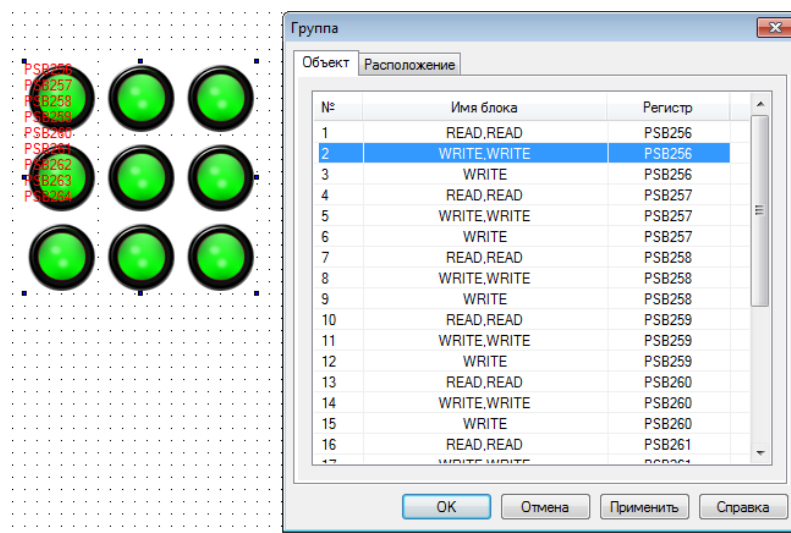 PSB256
PSB257
PSB258
PSB259
PSB260
PSB261
PSB262
PSB263
PSB264
Группа
Объект Расположение
№ Имя блока Регистр
1 READ,READ PSB256
2 WRITE,WRITE PSB256
3 WRITE PSB256
4 READ,READ PSB257
5 WRITE,WRITE PSB257
6 WRITE PSB257
7 READ,READ PSB258
8 WRITE,WRITE PSB258
9 WRITE PSB258
10 READ,READ PSB259
11 WRITE,WRITE PSB259
12 WRITE PSB259
13 READ,READ PSB260
14 WRITE,WRITE PSB260
15 WRITE PSB260
16 READ,READ PSB261
17 WRITE,WRITE PSB261
OK Отмена Применить Справка